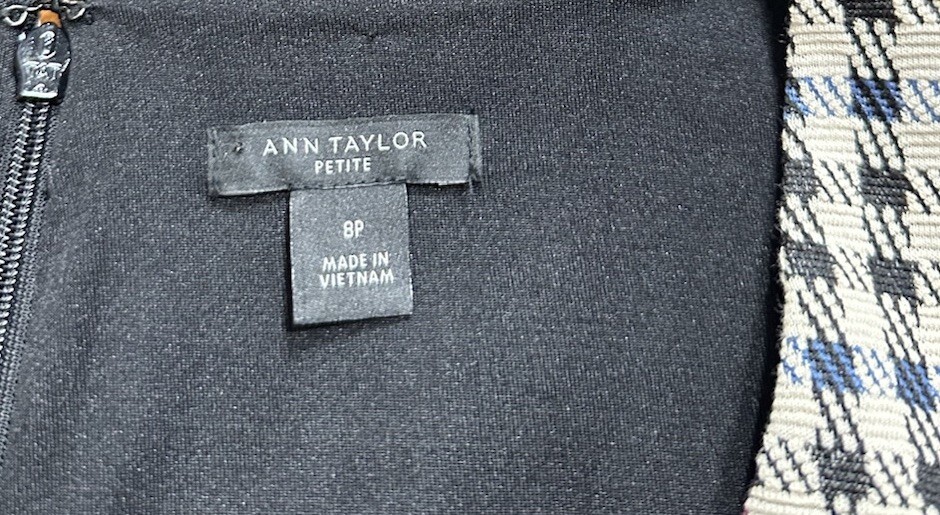 ANN TAYLOR
PETITE
8P
MADE IN
VIETNAM